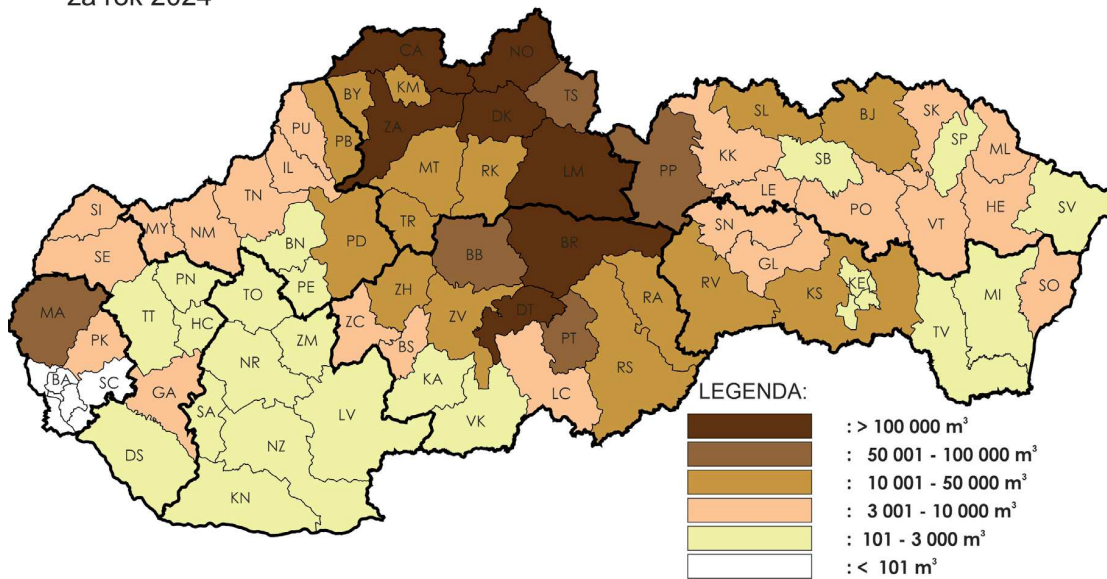 za rok 2024
CA NO
BY KM TS
ZA DK
PU PB
IL MT RK LM
TN TR
SI MY NM
SE BN PD
PE
SL BJ SK
SP ML
KK SB
PP LE PO VT HE SV
SN GL
BB BR
RV KS KE
TV MI SO
MA TT PN HC TO
PK
BA SC GA
ZH ZV DT PT RA
ZC BS
NR ZM
SA LV KA VK LC RS
DS NZ
KN
LEGENDA:
: > 100 000 m³
: 50 001 - 100 000 m³
: 10 001 - 50 000 m³
: 3 001 - 10 000 m³
: 101 - 3 000 m³
: < 101 m³